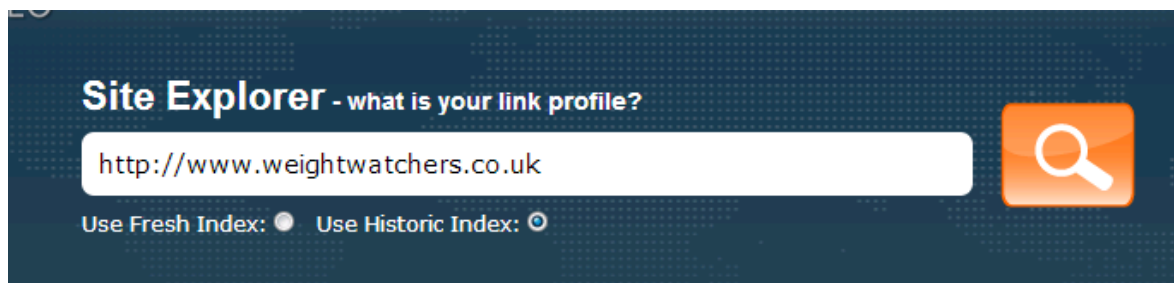 Site Explorer - what is your link profile?
http://www.weightwatchers.co.uk
Use Fresh Index: Use Historic Index: